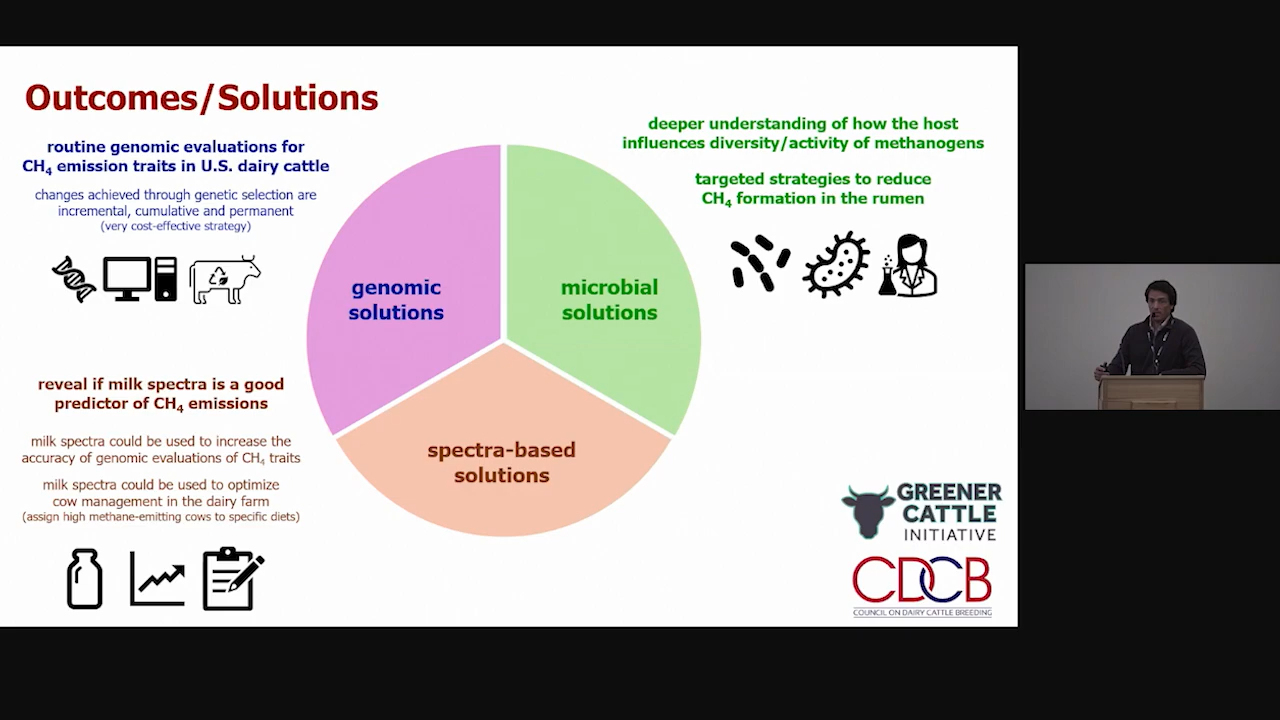 Outcomes/Solutions
routine genomic evaluations for
CH4 emission traits in U.S. dairy cattle
changes achieved through genetic selection are
incremental, cumulative and permanent
(very cost-effective strategy)
deeper understanding of how the host
influences diversity/activity of methanogens
targeted strategies to reduce
CH4 formation in the rumen
genomic
solutions
microbial
solutions
spectra-based
solutions
reveal if milk spectra is a good
predictor of CH4 emissions
milk spectra could be used to increase the
accuracy of genomic evaluations of CH4 traits
milk spectra could be used to optimize
cow management in the dairy farm
(assign high methane-emitting cows to specific diets)
GREENER
CATTLE
INITIATIVE
CDCB
COUNCIL ON DAIRY CATTLE BREEDING